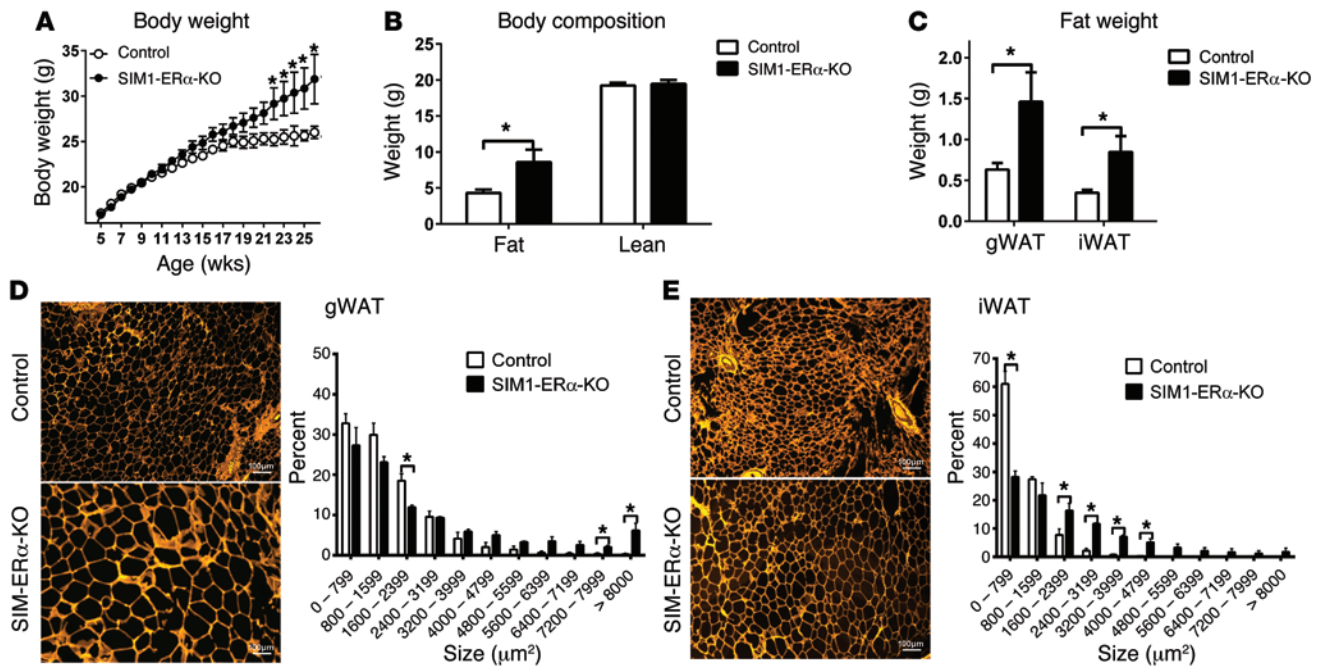 A
Body weight
Control
SIM1-ERα-KO
Body weight (g)
35
30
25
20
* * * * *
5 7 9 11 13 15 17 19 21 23 25
Age (wks)
B
Body composition
Control
SIM1-ERα-KO
Weight (g)
25
20
15
10
5
0
*
Fat Lean
C
Fat weight
Control
SIM1-ERα-KO
Weight (g)
2.0
1.5
1.0
0.5
0.0
* *
gWAT iWAT
D
Control
100µm
SIM-ERα-KO
100µm
gWAT
Control
SIM1-ERα-KO
Percent
50
40
30
20
10
0
* * *
0 – 799
800 – 1599
1600 – 2399
2400 – 3199
3200 – 3999
4000 – 4799
4800 – 5599
5600 – 6399
6400 – 7199
7200 – 7999
> 8000
Size (µm²)
E
Control
100µm
SIM-ERα-KO
100µm
iWAT
Control
SIM1-ERα-KO
Percent
70
60
50
40
30
20
10
0
* * * * *
0 – 799
800 – 1599
1600 – 2399
2400 – 3199
3200 – 3999
4000 – 4799
4800 – 5599
5600 – 6399
6400 – 7199
7200 – 7999
> 8000
Size (µm²)